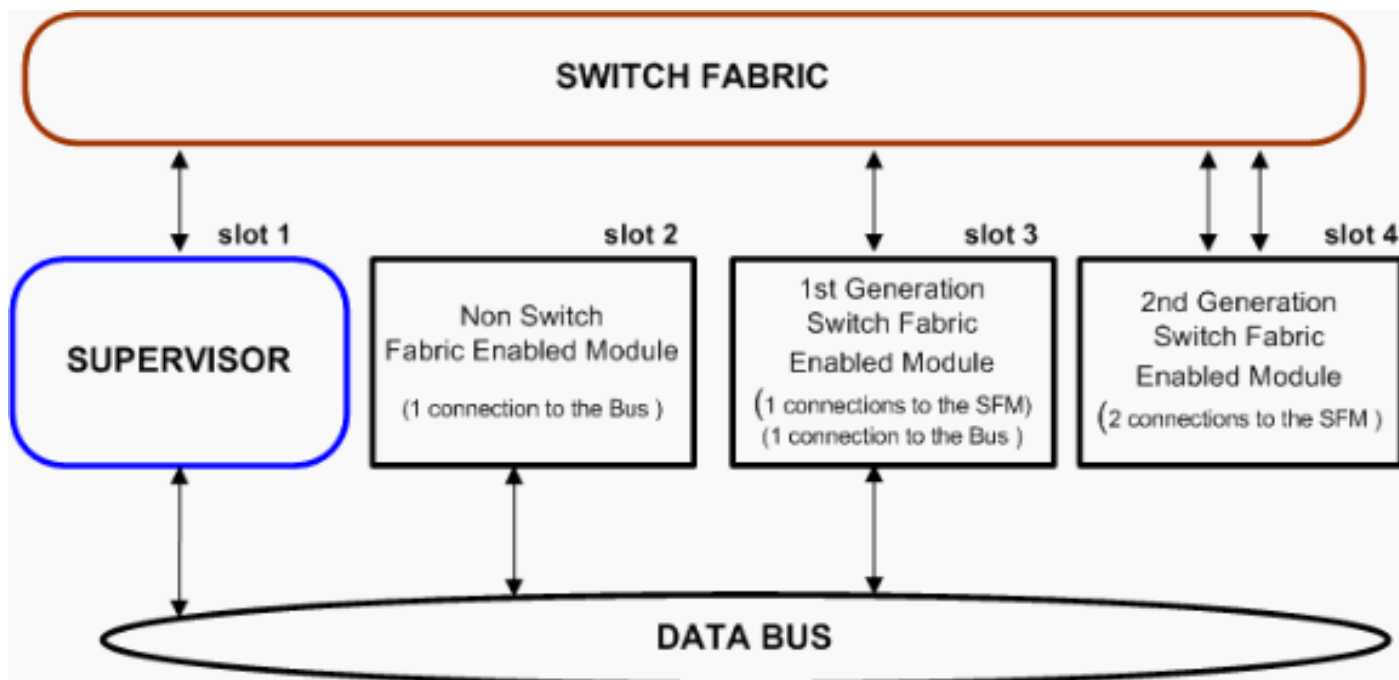 SWITCH FABRIC
slot 1
slot 2
slot 3
slot 4
SUPERVISOR
Non Switch
Fabric Enabled Module
(1 connection to the Bus )
1st Generation
Switch Fabric
Enabled Module
(1 connections to the SFM)
(1 connection to the Bus )
2nd Generation
Switch Fabric
Enabled Module
(2 connections to the SFM )
DATA BUS